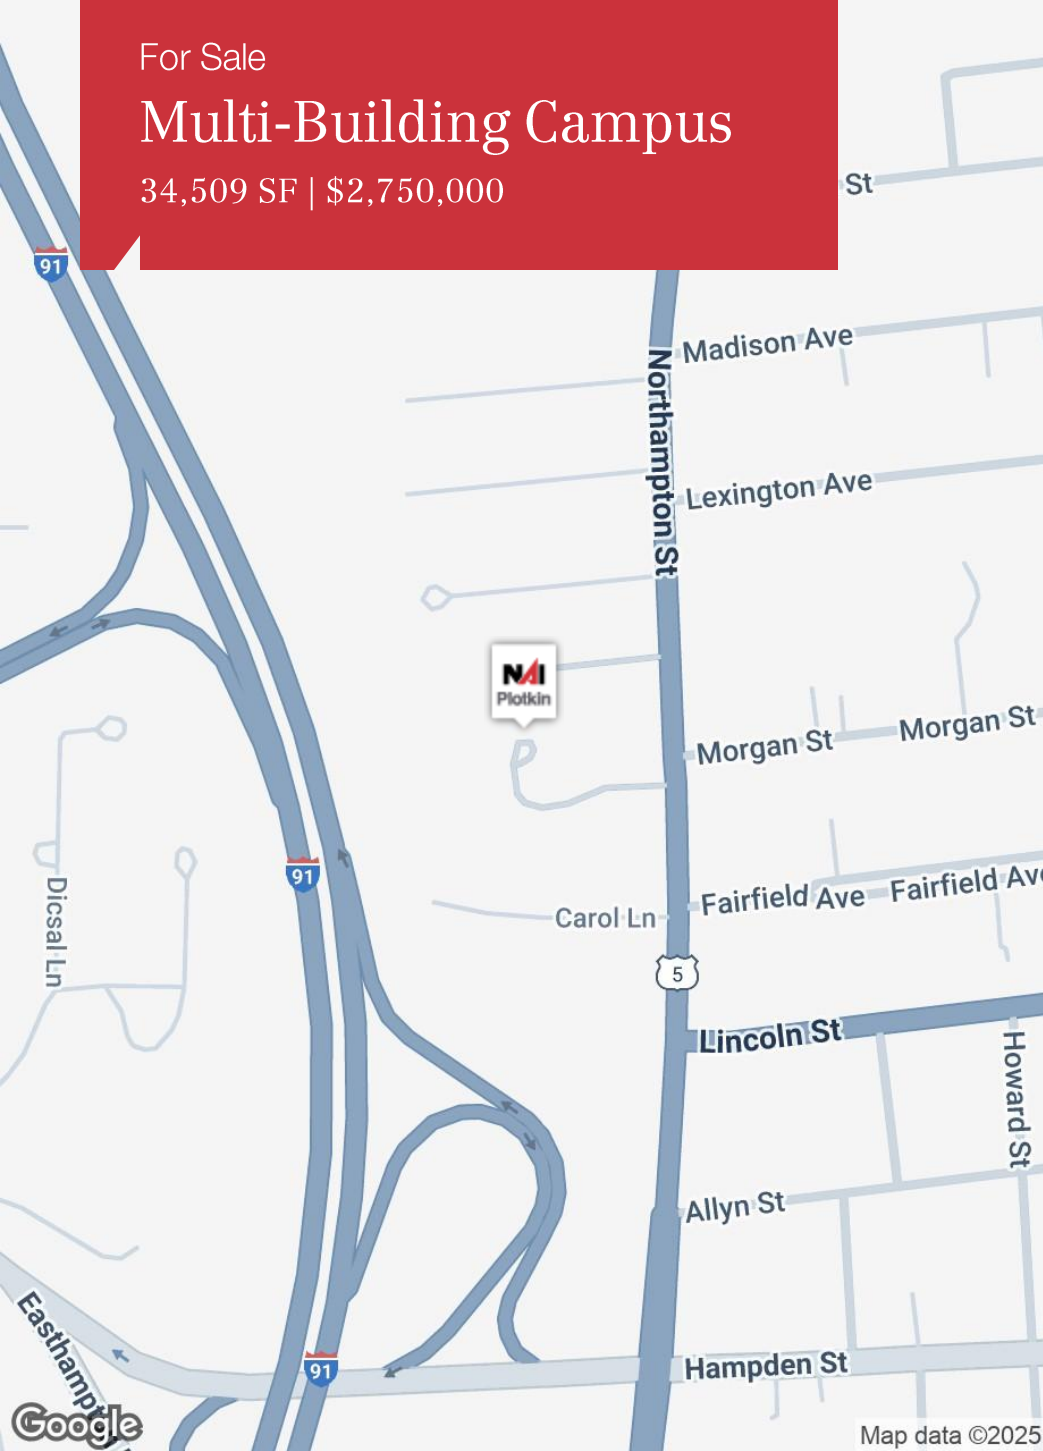 For Sale
Multi-Building Campus
34,509 SF | $2,750,000
St
91
Madison Ave
Northampton St
Lexington Ave
NAI
Plotkin
Morgan St
Morgan St
91
Dicsal Ln
Fairfield Ave
Fairfield Ave
Carol Ln
5
Lincoln St
Howard St
Allyn St
Hampden St
91
Google
Map data ©2025